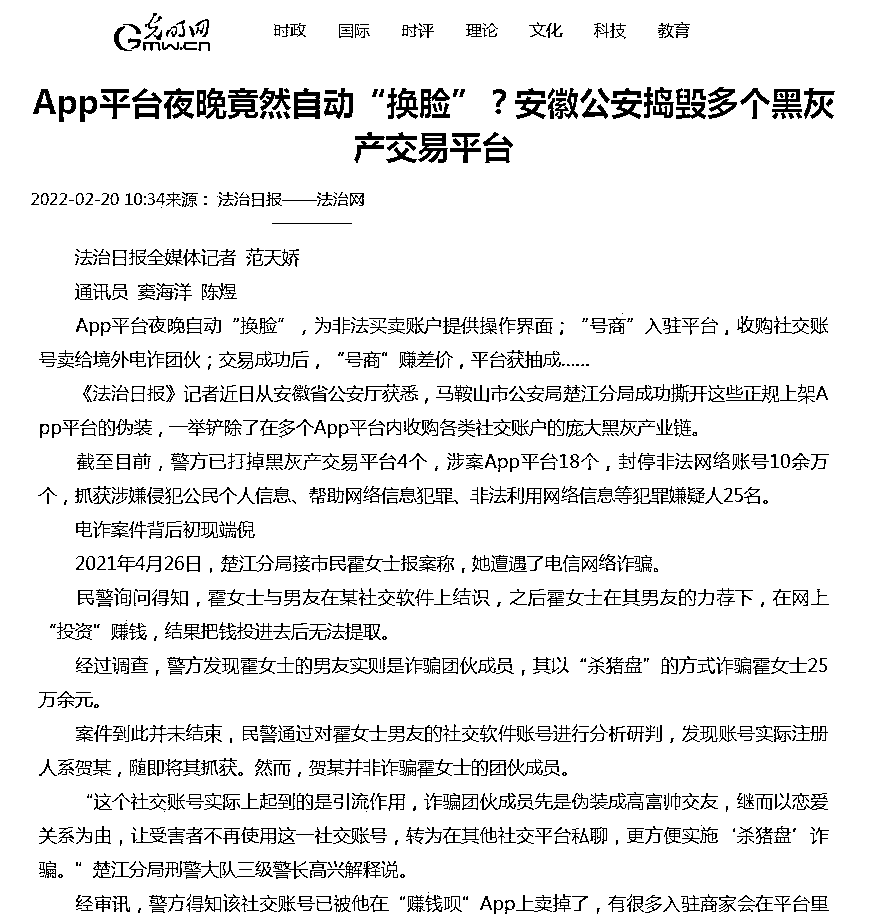 光明网
GMW.CN
时政 国际 时评 理论 文化 科技 教育
App平台夜晚竟然自动“换脸”？安徽公安捣毁多个黑灰
产交易平台
2022-02-20 10:34来源：法治日报——法治网
法治日报全媒体记者 范天娇
通讯员 窦海洋 陈煜
App平台夜晚自动“换脸”，为非法买卖账户提供操作界面；“号商”入驻平台，收购社交账
号卖给境外电诈团伙；交易成功后，“号商”赚差价，平台获抽成……
《法治日报》记者近日从安徽省公安厅获悉，马鞍山市公安局楚江分局成功撕开这些正规上架A
pp平台的伪装，一举铲除了在多个App平台内收购各类社交账户的庞大黑灰产业链。
截至目前，警方已打掉黑灰产交易平台4个，涉案App平台18个，封停非法网络账号10余万
个，抓获涉嫌侵犯公民个人信息、帮助网络信息犯罪、非法利用网络信息等犯罪嫌疑人25名。
电诈案件背后初现端倪
2021年4月26日，楚江分局接市民霍女士报案称，她遭遇了电信网络诈骗。
民警询问得知，霍女士与男友在某社交软件上结识，之后霍女士在其男友的力荐下，在网上
“投资”赚钱，结果把钱投进去后无法提取。
经过调查，警方发现霍女士的男友实则是诈骗团伙成员，其以“杀猪盘”的方式诈骗霍女士25
万余元。
案件到此并未结束，民警通过对霍女士男友的社交软件账号进行分析研判，发现账号实际注册
人系贺某，随即将其抓获。然而，贺某并非诈骗霍女士的团伙成员。
“这个社交账号实际上起到的是引流作用，诈骗团伙成员先是伪装成高富帅交友，继而以恋爱
关系为由，让受害者不再使用这一社交账号，转为在其他社交平台私聊，更方便实施‘杀猪盘’诈
骗。”楚江分局刑警大队三级警长高兴解释说。
经审讯，警方得知该社交账号已被他在“赚钱呗”App上卖掉了，有很多入驻商家会在平台里